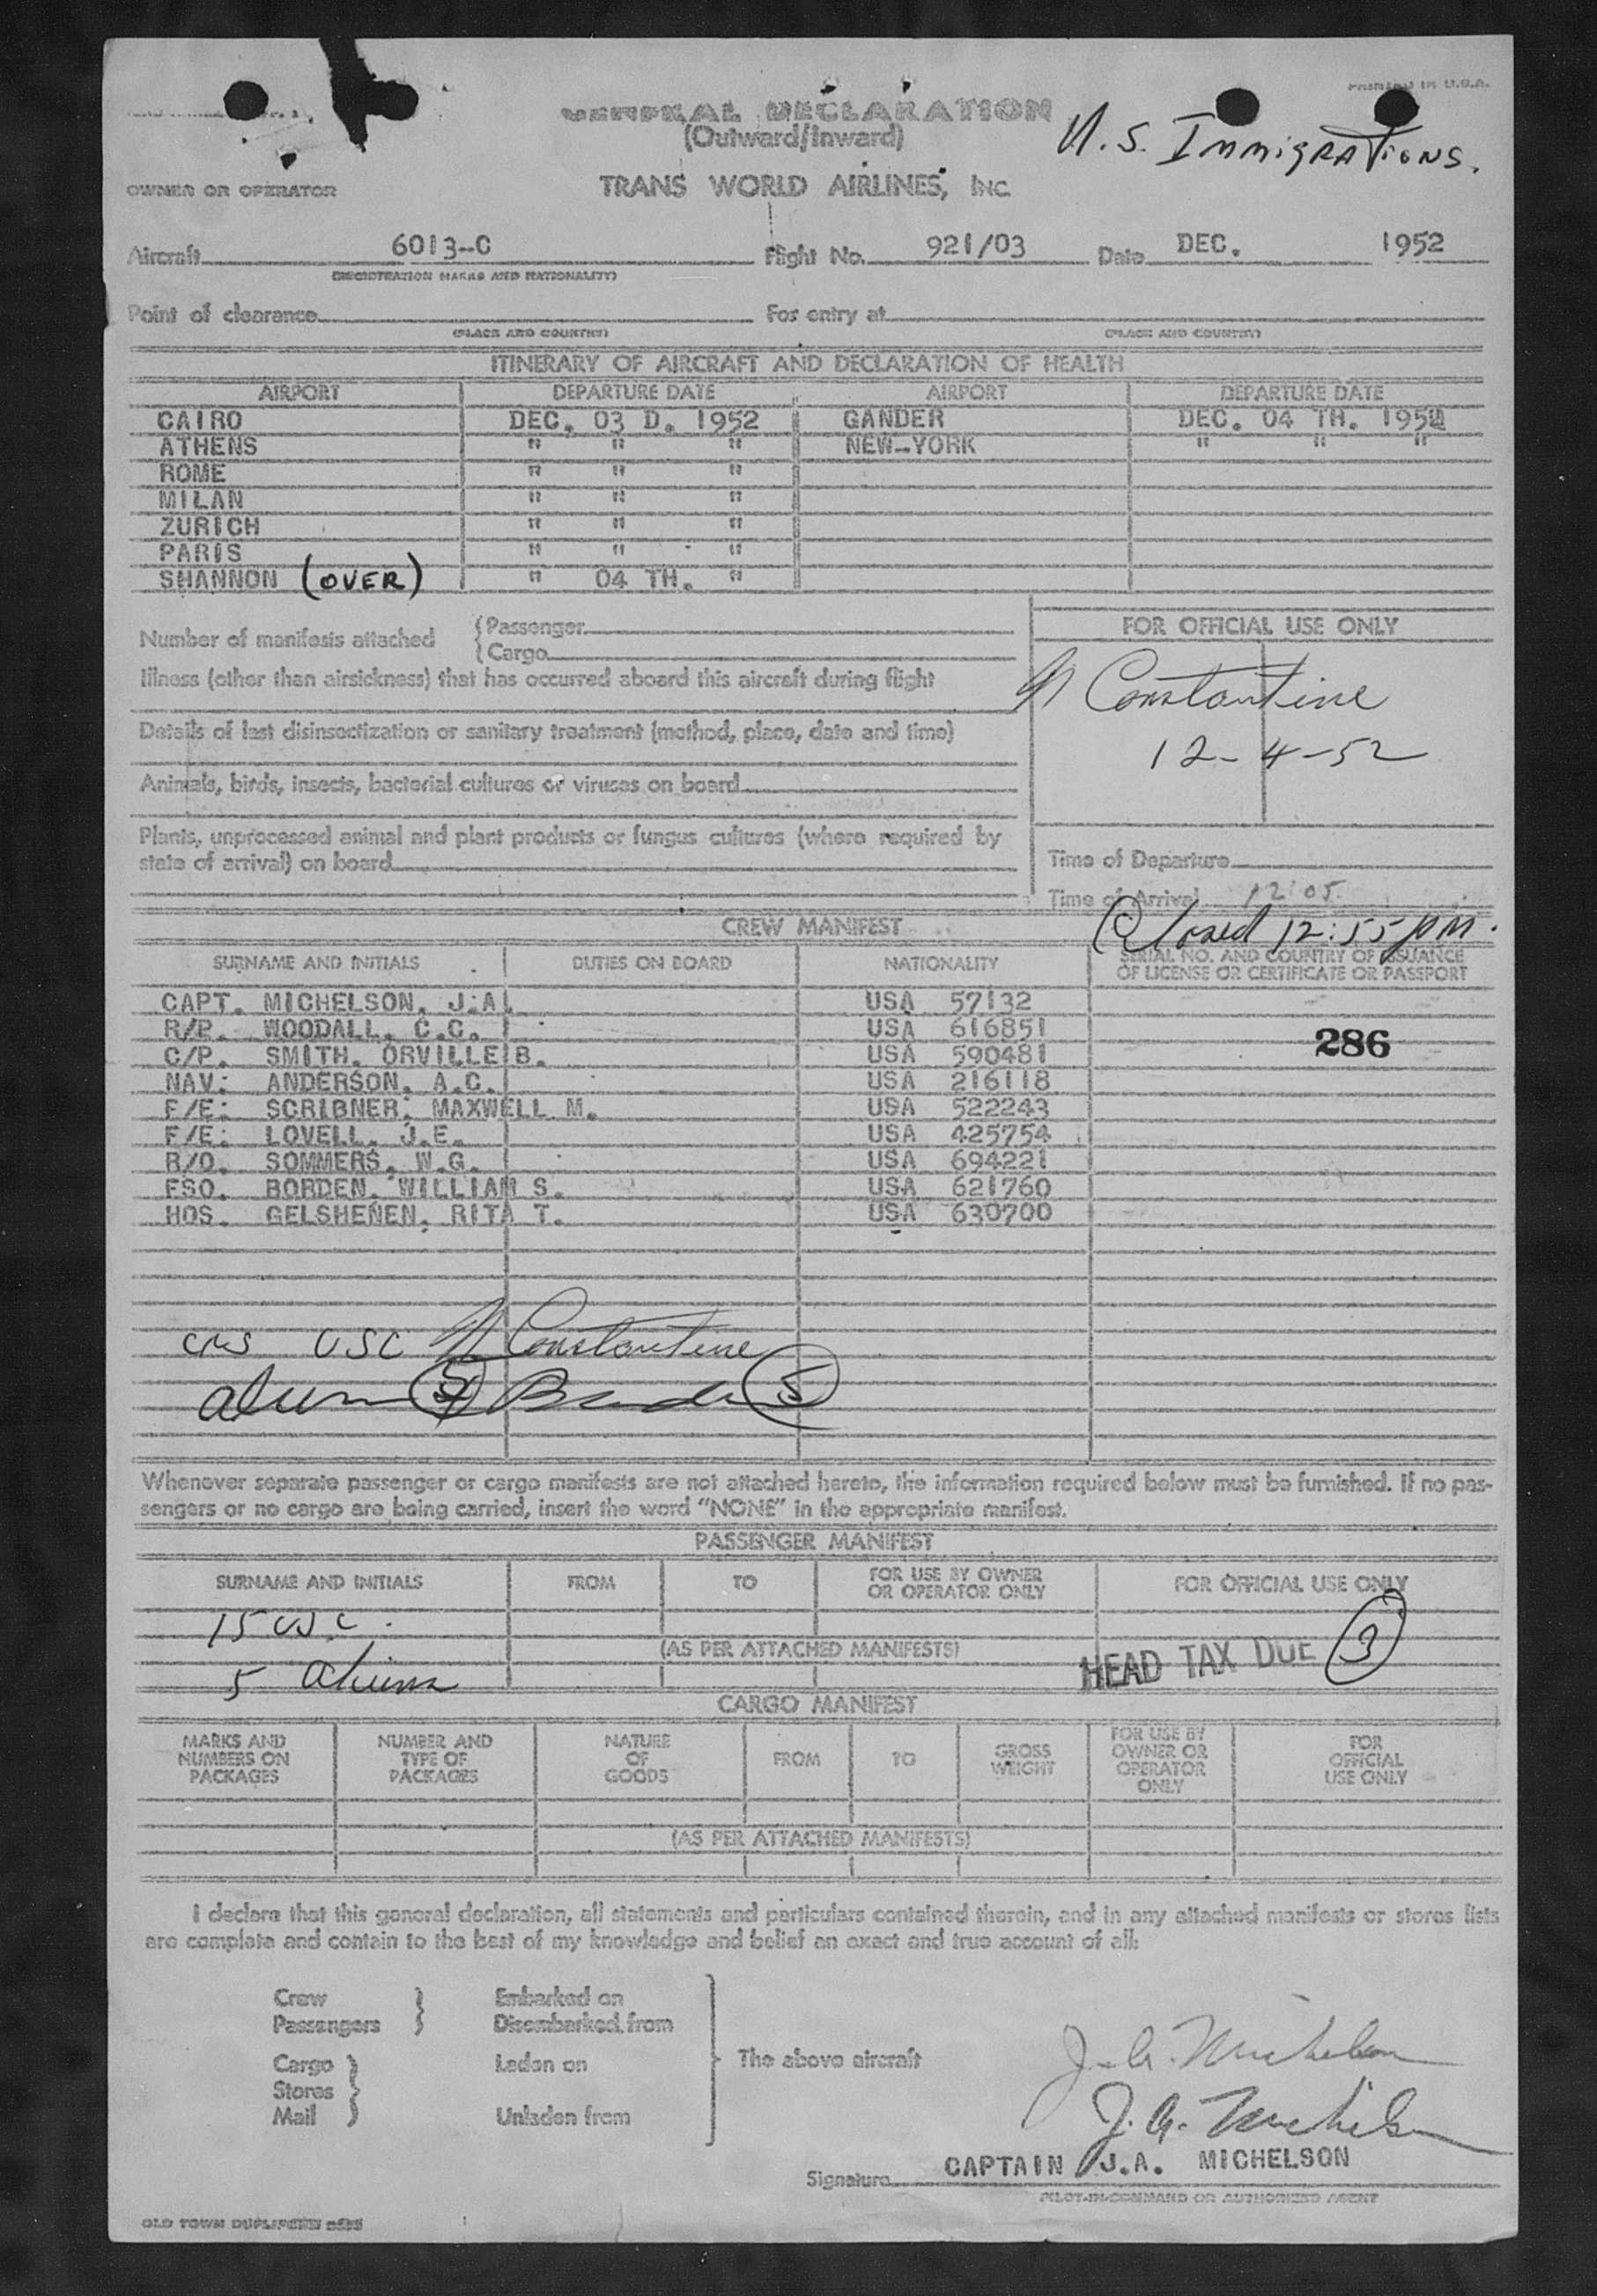 PRINTED IN U.S.A.
GENERAL DECLARATION
(Outward/Inward)
U.S. Immigrations.
OWNER OR OPERATOR TRANS WORLD AIRLINES, INC.
Aircraft 6013-C Flight No. 921/03 Date DEC. 1952
(REGISTRATION MARKS AND NATIONALITY)
Point of clearance For entry at
(PLACE AND COUNTRY) (PLACE AND COUNTRY)
ITINERARY OF AIRCRAFT AND DECLARATION OF HEALTH
AIRPORT DEPARTURE DATE AIRPORT DEPARTURE DATE
CAIRO DEC. 03 D. 1952 GANDER DEC. 04 TH. 1952
ATHENS " " " NEW-YORK " " "
ROME " " "
MILAN " " "
ZURICH " " "
PARIS " " "
SHANNON (OVER) " 04 TH. "
Number of manifests attached {Passenger
{Cargo
FOR OFFICIAL USE ONLY
Illness (other than airsickness) that has occurred aboard this aircraft during flight
N Constantine
12-4-52
Details of last disinsectization or sanitary treatment (method, place, date and time)
Animals, birds, insects, bacterial cultures or viruses on board
Plants, unprocessed animal and plant products or fungus cultures (where required by
state of arrival) on board
Time of Departure
Time of Arrival 12:05
Closed 12:55 pm.
CREW MANIFEST
SURNAME AND INITIALS DUTIES ON BOARD NATIONALITY SERIAL NO. AND COUNTRY OF ISSUANCE
OF LICENSE OR CERTIFICATE OR PASSPORT
CAPT. MICHELSON, J.A. USA 57132
R/P. WOODALL, C.C. USA 616851
286
C/P. SMITH, ORVILLE B. USA 590481
NAV: ANDERSON, A.C. USA 216118
F/E: SCRIBNER, MAXWELL M. USA 522243
F/E: LOVELL, J.E. USA 425754
R/O. SOMMERS, W.G. USA 694221
FSO. BORDEN, WILLIAM S. USA 621760
HOS. GELSHENEN, RITA T. USA 630700
USC N Constantine
5
Whenever separate passenger or cargo manifests are not attached hereto, the information required below must be furnished. If no pas-
sengers or no cargo are being carried, insert the word "NONE" in the appropriate manifest.
PASSENGER MANIFEST
SURNAME AND INITIALS FROM TO FOR USE BY OWNER
OR OPERATOR ONLY FOR OFFICIAL USE ONLY
15 USC.
(AS PER ATTACHED MANIFESTS) HEAD TAX DUE 3
5 Aliens
CARGO MANIFEST
MARKS AND
NUMBERS ON
PACKAGES
NUMBER AND
TYPE OF
PACKAGES
NATURE
OF
GOODS
FROM
TO
GROSS
WEIGHT
FOR USE BY
OWNER OR
OPERATOR
ONLY
FOR
OFFICIAL
USE ONLY
(AS PER ATTACHED MANIFESTS)
I declare that this general declaration, all statements and particulars contained therein, and in any attached manifests or stores lists
are complete and contain to the best of my knowledge and belief an exact and true account of all:
Crew } Embarked on
Passengers } Disembarked from
Cargo } Laden on
Stores }
Mail } Unladen from
The above aircraft
J.A. Michelson
J.A. Michelson
Signature CAPTAIN J.A. MICHELSON
PILOT-IN-COMMAND OR AUTHORIZED AGENT
OLD TOWN